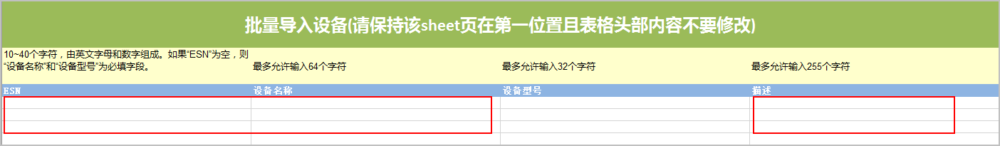 批量导入设备(请保持该sheet页在第一位置且表格头部内容不要修改)
10~40个字符，由英文字母和数字组成。如果“ESN”为空，则
“设备名称”和“设备型号”为必填字段。
最多允许输入64个字符
最多允许输入32个字符
最多允许输入255个字符
ESN 设备名称 设备型号 描述